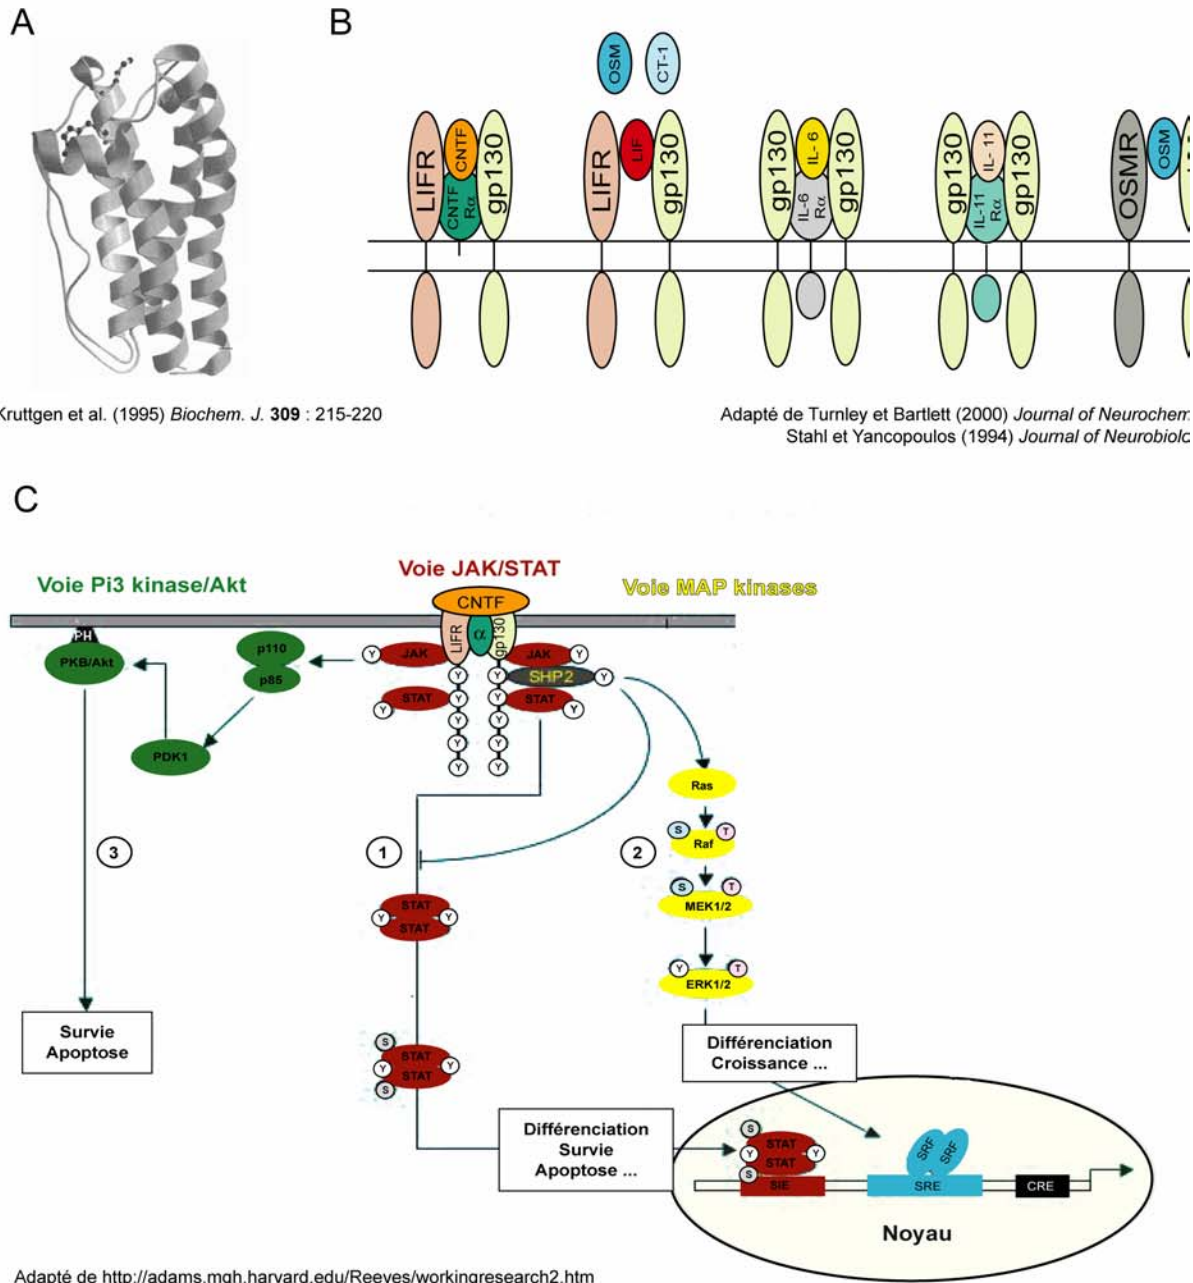 A
B
OSM
CT-1
LIFR
CNTF
CNTF
Rα
gp130
LIFR
LIF
gp130
gp130
IL-6
IL-6
Rα
gp130
gp130
IL-11
IL-11
Rα
gp130
OSMR
OSM
Kruttgen et al. (1995) Biochem. J. 309 : 215-220
Adapté de Turnley et Bartlett (2000) Journal of Neurochem
Stahl et Yancopoulos (1994) Journal of Neurobiolo
C
Voie Pi3 kinase/Akt
Voie JAK/STAT
Voie MAP kinases
CNTF
PH
PKB/Akt
p110
p85
PDK1
LIFR
α
gp130
Y
JAK
JAK
Y
SHP2
Y
Y
STAT
STAT
Y
Y
Y
Y
Y
Y
Y
Y
Y
Y
Y
Ras
S
Raf
T
S
MEK1/2
T
Y
ERK1/2
T
3
1
2
STAT
Y
Y
STAT
Survie
Apoptose
S
STAT
Y
Y
STAT
S
Différenciation
Croissance ...
Différenciation
Survie
Apoptose ...
S
STAT
Y
Y
STAT
S
SIE
SRF
SRF
SRE
CRE
Noyau
Adapté de http://adams.mgh.harvard.edu/Reeves/workingresearch2.htm